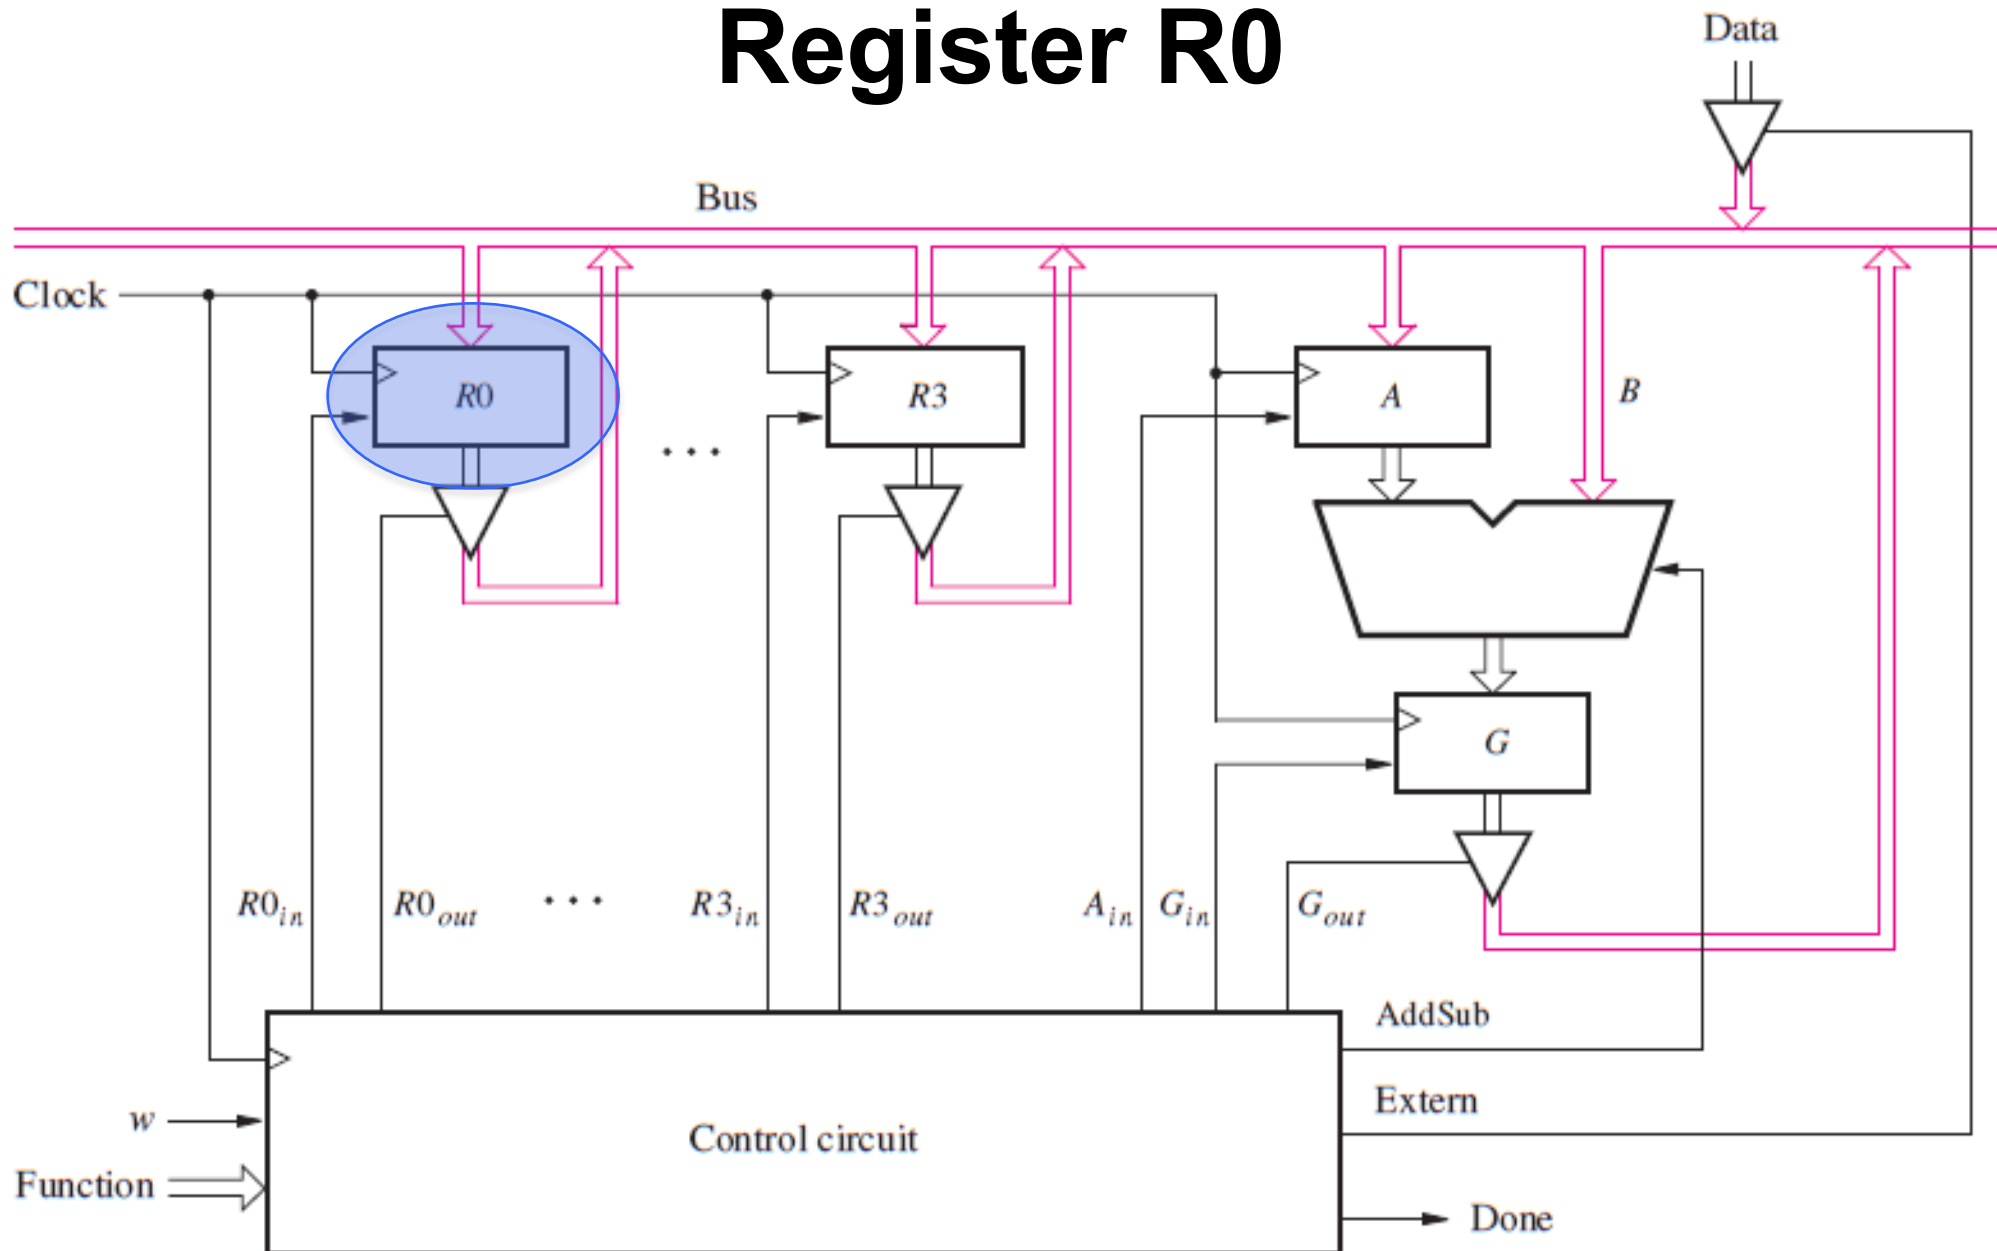 Register R0
Data
Bus
Clock
R0
R3
A
B
. . .
G
R0in
R0out
. . .
R3in
R3out
Ain
Gin
Gout
AddSub
Extern
w
Control circuit
Function
Done